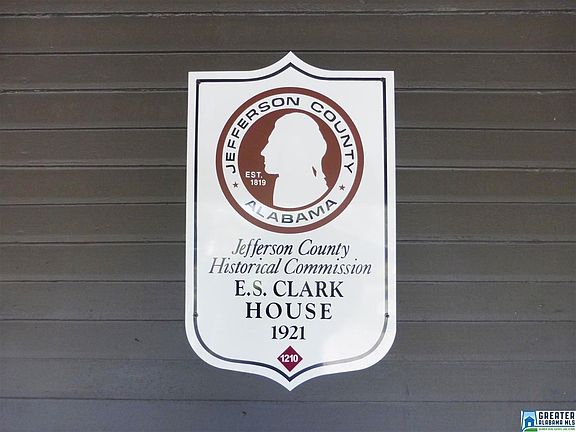 JEFFERSON COUNTY
EST.
1819
ALABAMA
Jefferson County
Historical Commission
E.S. CLARK
HOUSE
1921
1210
GREATER
ALABAMA MLS